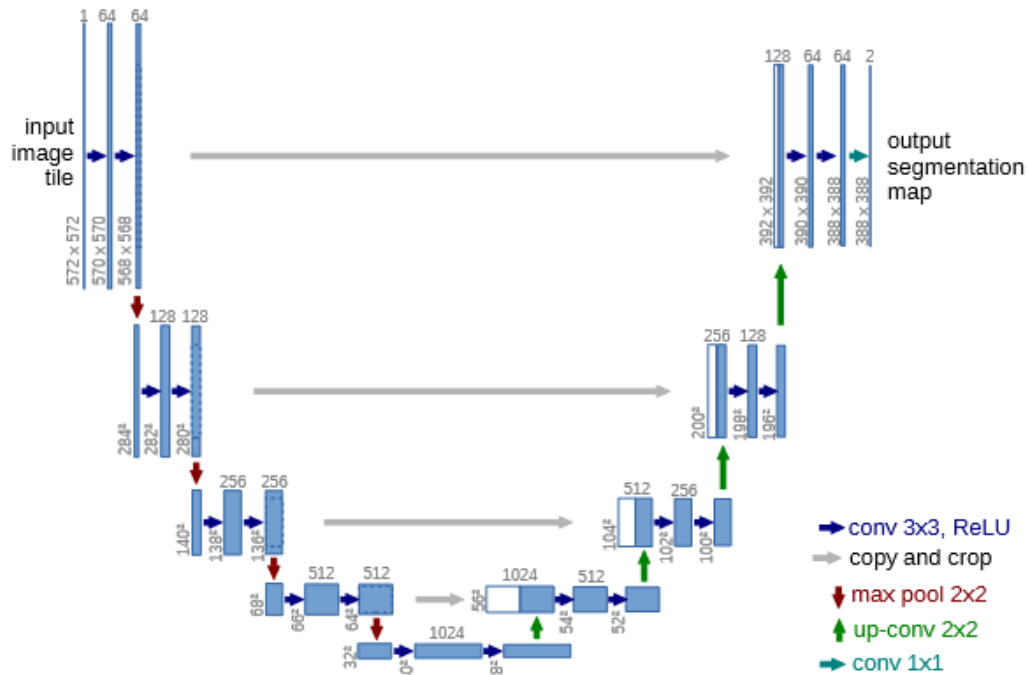 1 64 64
input
image
tile
572 x 572
570 x 570
568 x 568
128 64 64 2
output
segmentation
map
392 x 392
390 x 390
388 x 388
388 x 388
128 128
284²
282²
280²
256 128
200²
198²
196²
256 256
140²
138²
136²
512 256
104²
102²
100²
512 512
68²
66²
64²
1024 512
56²
54²
52²
1024
32²
conv 3x3, ReLU
copy and crop
max pool 2x2
up-conv 2x2
conv 1x1